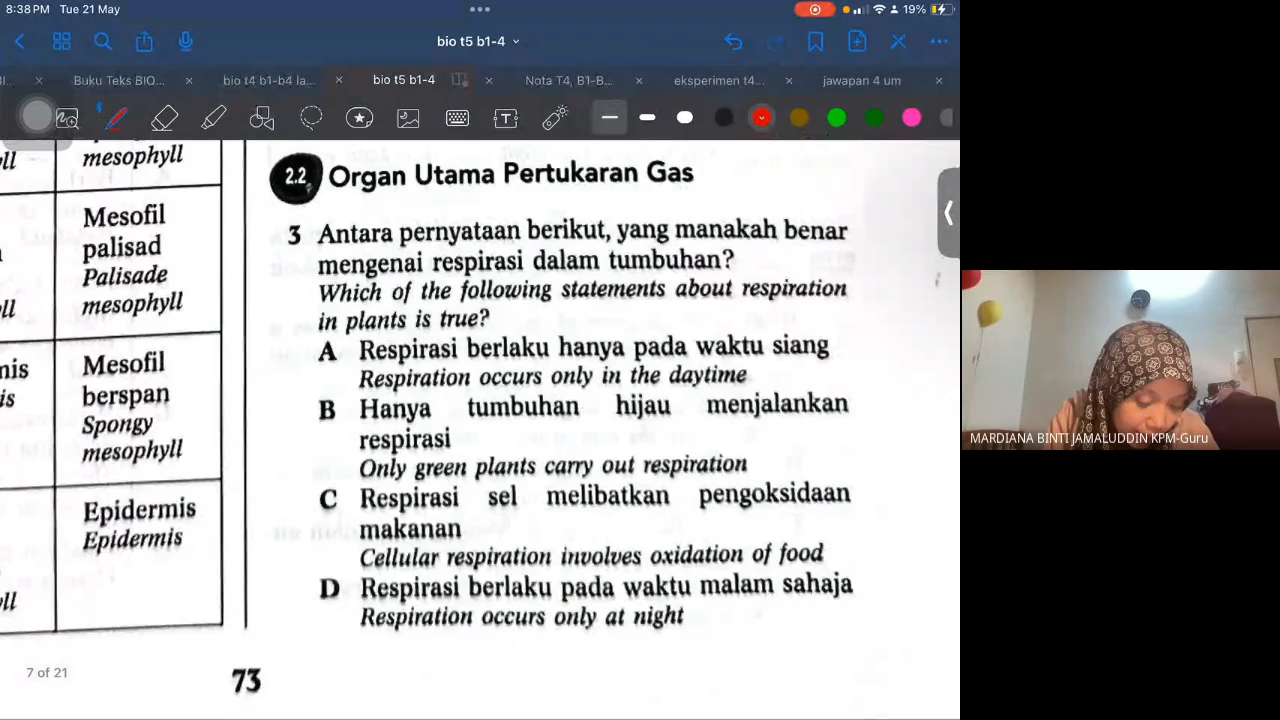 8:38 PM Tue 21 May
19%
bio t5 b1-4
Buku Teks BIO...
bio t4 b1-b4 la...
bio t5 b1-4
Nota T4, B1-B...
eksperimen t4...
jawapan 4 um
mesophyll
Mesofil
palisad
Palisade
mesophyll
Mesofil
berspan
Spongy
mesophyll
Epidermis
Epidermis
2.2 Organ Utama Pertukaran Gas
3 Antara pernyataan berikut, yang manakah benar
mengenai respirasi dalam tumbuhan?
Which of the following statements about respiration
in plants is true?
A Respirasi berlaku hanya pada waktu siang
Respiration occurs only in the daytime
B Hanya tumbuhan hijau menjalankan
respirasi
Only green plants carry out respiration
C Respirasi sel melibatkan pengoksidaan
makanan
Cellular respiration involves oxidation of food
D Respirasi berlaku pada waktu malam sahaja
Respiration occurs only at night
7 of 21
73
MARDIANA BINTI JAMALUDDIN KPM-Guru